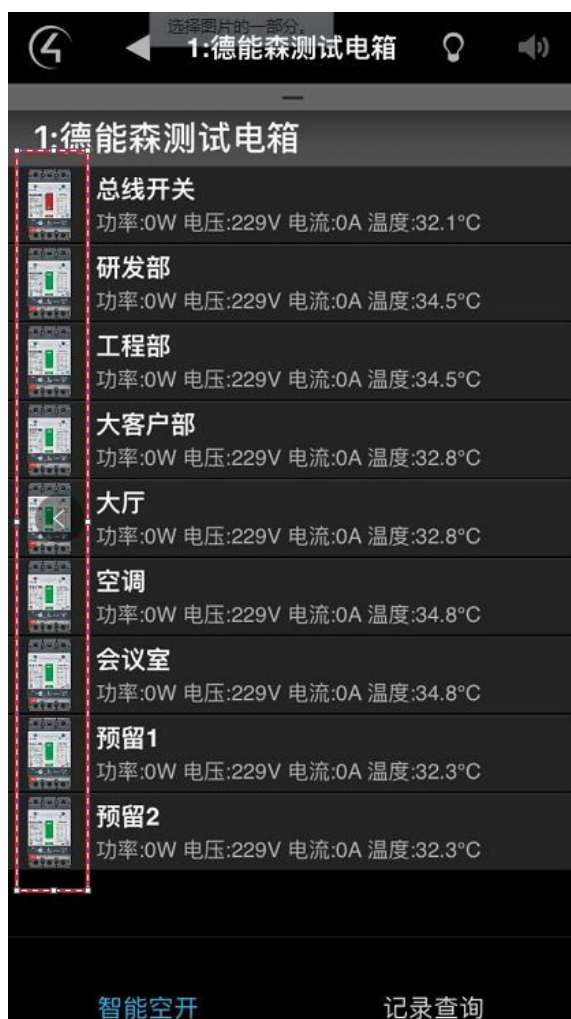 选择图片的一部分。
1:德能森测试电箱
1:德能森测试电箱
总线开关
功率:0W 电压:229V 电流:0A 温度:32.1°C
研发部
功率:0W 电压:229V 电流:0A 温度:34.5°C
工程部
功率:0W 电压:229V 电流:0A 温度:34.5°C
大客户部
功率:0W 电压:229V 电流:0A 温度:32.8°C
大厅
功率:0W 电压:229V 电流:0A 温度:32.8°C
空调
功率:0W 电压:229V 电流:0A 温度:34.8°C
会议室
功率:0W 电压:229V 电流:0A 温度:34.8°C
预留1
功率:0W 电压:229V 电流:0A 温度:32.3°C
预留2
功率:0W 电压:229V 电流:0A 温度:32.3°C
智能空开 记录查询